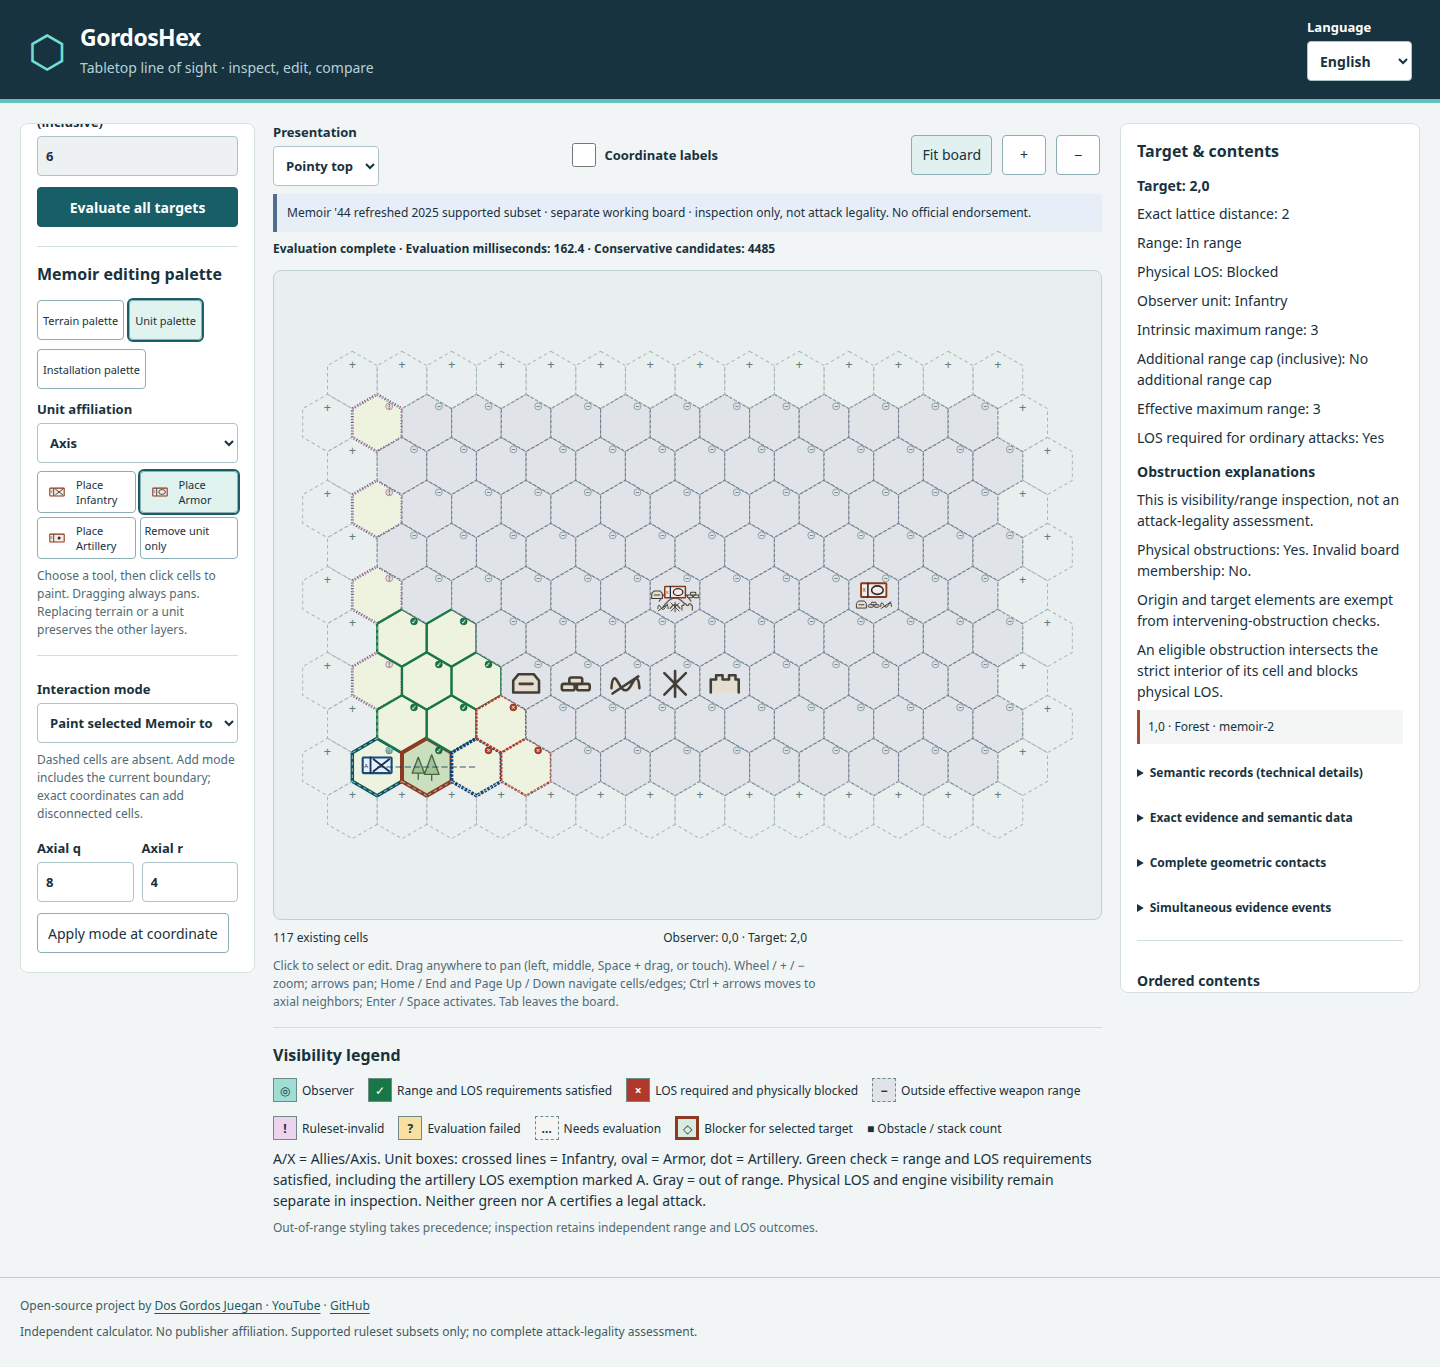 GordosHex
Tabletop line of sight · inspect, edit, compare
Language
English
(inclusive)
6
Evaluate all targets
Memoir editing palette
Terrain palette
Unit palette
Installation palette
Unit affiliation
Axis
Place Infantry
Place Armor
Place Artillery
Remove unit only
Choose a tool, then click cells to
paint. Dragging always pans.
Replacing terrain or a unit
preserves the other layers.
Interaction mode
Paint selected Memoir to
Dashed cells are absent. Add mode
includes the current boundary;
exact coordinates can add
disconnected cells.
Axial q
Axial r
8
4
Apply mode at coordinate
Presentation
Pointy top
Coordinate labels
Fit board
+
−
Memoir '44 refreshed 2025 supported subset · separate working board · inspection only, not attack legality. No official endorsement.
Evaluation complete · Evaluation milliseconds: 162.4 · Conservative candidates: 4485
117 existing cells
Observer: 0,0 · Target: 2,0
Click to select or edit. Drag anywhere to pan (left, middle, Space + drag, or touch). Wheel / + / −
zoom; arrows pan; Home / End and Page Up / Down navigate cells/edges; Ctrl + arrows moves to
axial neighbors; Enter / Space activates. Tab leaves the board.
Visibility legend
◎ Observer
✓ Range and LOS requirements satisfied
× LOS required and physically blocked
− Outside effective weapon range
! Ruleset-invalid
? Evaluation failed
... Needs evaluation
◇ Blocker for selected target
■ Obstacle / stack count
A/X = Allies/Axis. Unit boxes: crossed lines = Infantry, oval = Armor, dot = Artillery. Green check = range and LOS requirements
satisfied, including the artillery LOS exemption marked A. Gray = out of range. Physical LOS and engine visibility remain
separate in inspection. Neither green nor A certifies a legal attack.
Out-of-range styling takes precedence; inspection retains independent range and LOS outcomes.
Target & contents
Target: 2,0
Exact lattice distance: 2
Range: In range
Physical LOS: Blocked
Observer unit: Infantry
Intrinsic maximum range: 3
Additional range cap (inclusive): No
additional range cap
Effective maximum range: 3
LOS required for ordinary attacks: Yes
Obstruction explanations
This is visibility/range inspection, not an
attack-legality assessment.
Physical obstructions: Yes. Invalid board
membership: No.
Origin and target elements are exempt
from intervening-obstruction checks.
An eligible obstruction intersects the
strict interior of its cell and blocks
physical LOS.
1,0 · Forest · memoir-2
Semantic records (technical details)
Exact evidence and semantic data
Complete geometric contacts
Simultaneous evidence events
Ordered contents
Open-source project by Dos Gordos Juegan · YouTube · GitHub
Independent calculator. No publisher affiliation. Supported ruleset subsets only; no complete attack-legality assessment.